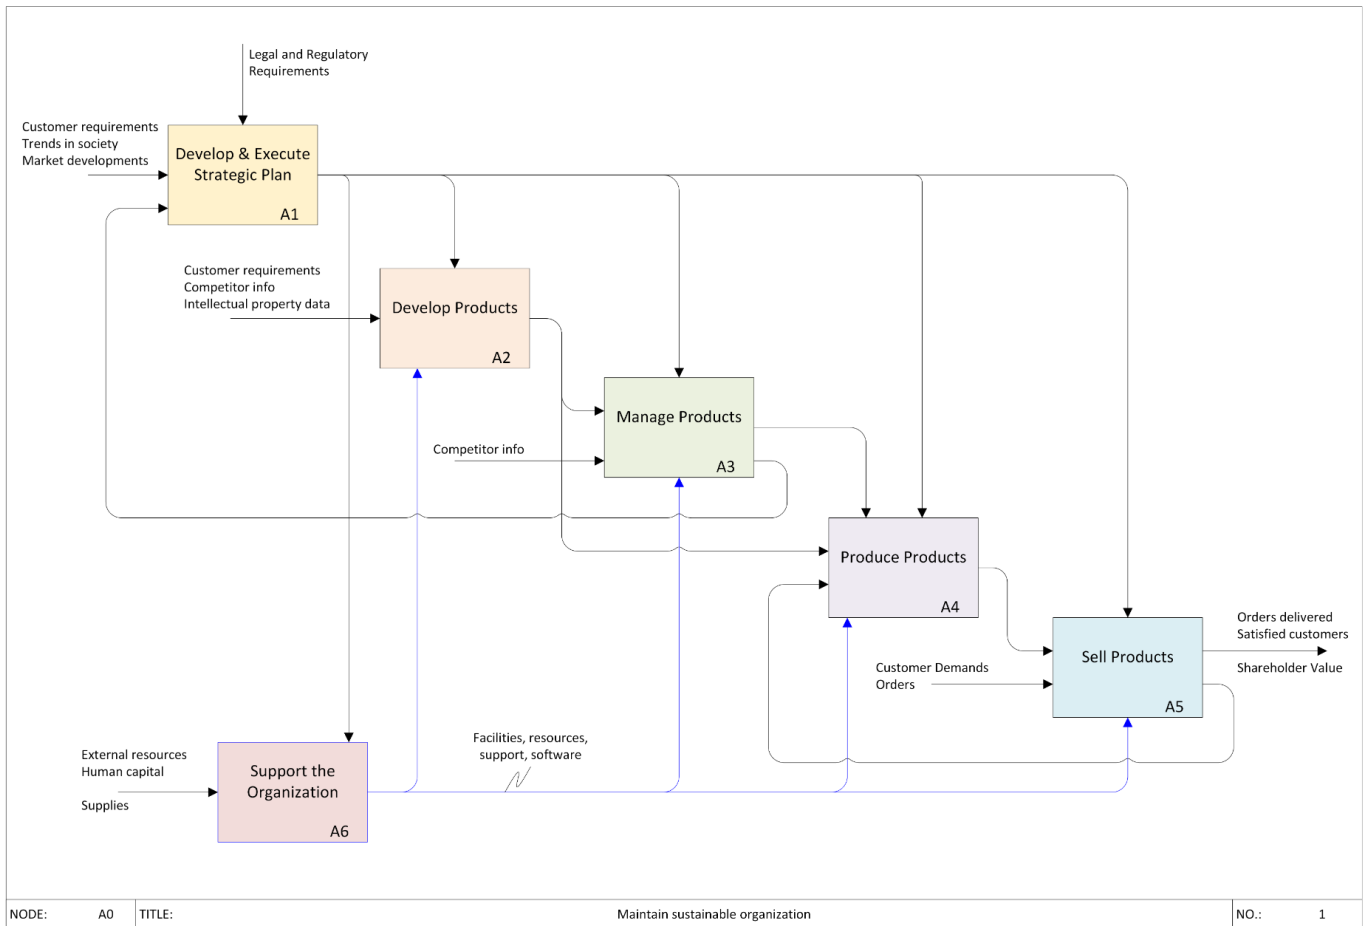 Legal and Regulatory
Requirements
Customer requirements
Trends in society
Market developments
Develop & Execute
Strategic Plan
A1
Customer requirements
Competitor info
Intellectual property data
Develop Products
A2
Manage Products
A3
Competitor info
Produce Products
A4
Customer Demands
Orders
Sell Products
A5
Orders delivered
Satisfied customers
Shareholder Value
External resources
Human capital
Supplies
Support the
Organization
A6
Facilities, resources,
support, software
NODE: A0 TITLE: Maintain sustainable organization NO.: 1